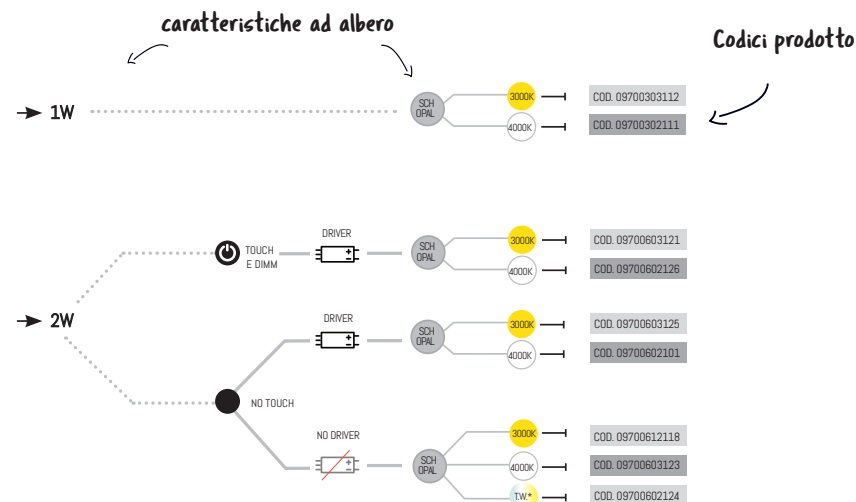 caratteristiche ad albero
Codici prodotto
1W
SCH
OPAL
3000K
COD. 09700303112
4000K
COD. 09700302111
2W
TOUCH
E DIMM
DRIVER
SCH
OPAL
3000K
COD. 09700603121
4000K
COD. 09700602126
NO TOUCH
DRIVER
SCH
OPAL
3000K
COD. 09700603125
4000K
COD. 09700602101
NO DRIVER
SCH
OPAL
3000K
COD. 09700612118
4000K
COD. 09700603123
T.W.*
COD. 09700602124